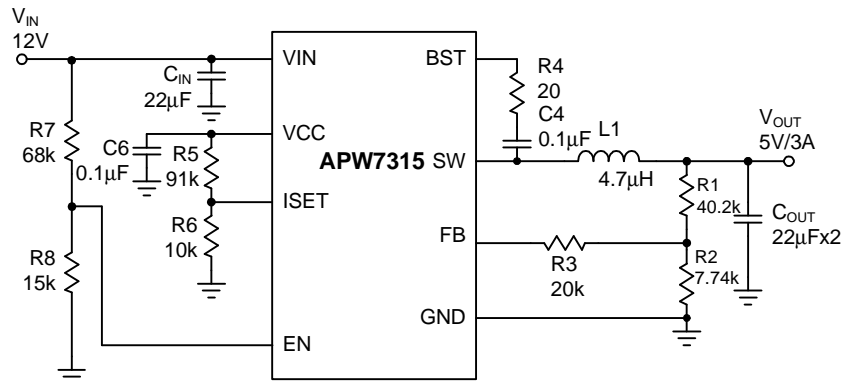 VIN
12V
CIN
22μF
R7
68k
C6
0.1μF
R5
91k
R6
10k
R8
15k
VIN
VCC
ISET
EN
APW7315
BST
SW
FB
GND
R4
20
C4
0.1μF
L1
4.7μH
VOUT
5V/3A
R1
40.2k
COUT
22μFx2
R3
20k
R2
7.74k